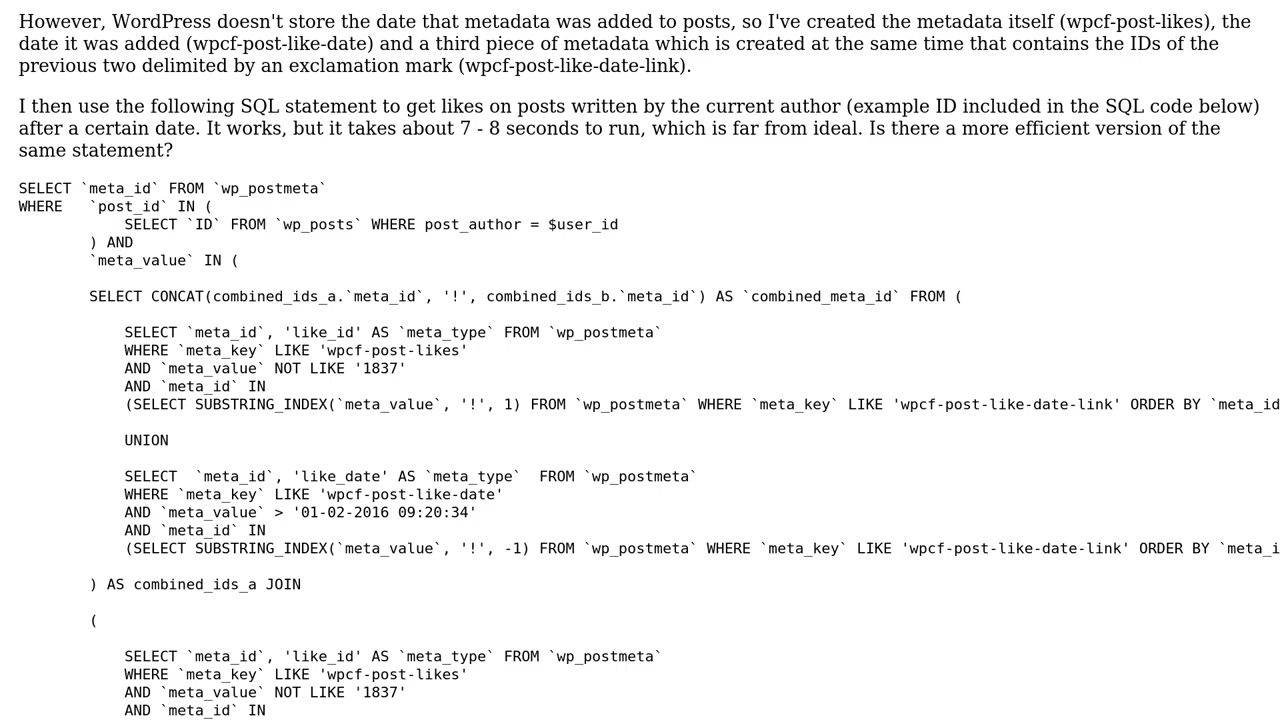 However, WordPress doesn't store the date that metadata was added to posts, so I've created the metadata itself (wpcf-post-likes), the
date it was added (wpcf-post-like-date) and a third piece of metadata which is created at the same time that contains the IDs of the
previous two delimited by an exclamation mark (wpcf-post-like-date-link).
I then use the following SQL statement to get likes on posts written by the current author (example ID included in the SQL code below)
after a certain date. It works, but it takes about 7 - 8 seconds to run, which is far from ideal. Is there a more efficient version of the
same statement?
SELECT `meta_id` FROM `wp_postmeta`
WHERE   `post_id` IN (
            SELECT `ID` FROM `wp_posts` WHERE post_author = $user_id
        ) AND
        `meta_value` IN (
        SELECT CONCAT(combined_ids_a.`meta_id`, '!', combined_ids_b.`meta_id`) AS `combined_meta_id` FROM (
            SELECT `meta_id`, 'like_id' AS `meta_type` FROM `wp_postmeta`
            WHERE `meta_key` LIKE 'wpcf-post-likes'
            AND `meta_value` NOT LIKE '1837'
            AND `meta_id` IN
            (SELECT SUBSTRING_INDEX(`meta_value`, '!', 1) FROM `wp_postmeta` WHERE `meta_key` LIKE 'wpcf-post-like-date-link' ORDER BY `meta_id
            UNION
            SELECT  `meta_id`, 'like_date' AS `meta_type`  FROM `wp_postmeta`
            WHERE `meta_key` LIKE 'wpcf-post-like-date'
            AND `meta_value` > '01-02-2016 09:20:34'
            AND `meta_id` IN
            (SELECT SUBSTRING_INDEX(`meta_value`, '!', -1) FROM `wp_postmeta` WHERE `meta_key` LIKE 'wpcf-post-like-date-link' ORDER BY `meta_i
        ) AS combined_ids_a JOIN
        (
            SELECT `meta_id`, 'like_id' AS `meta_type` FROM `wp_postmeta`
            WHERE `meta_key` LIKE 'wpcf-post-likes'
            AND `meta_value` NOT LIKE '1837'
            AND `meta_id` IN